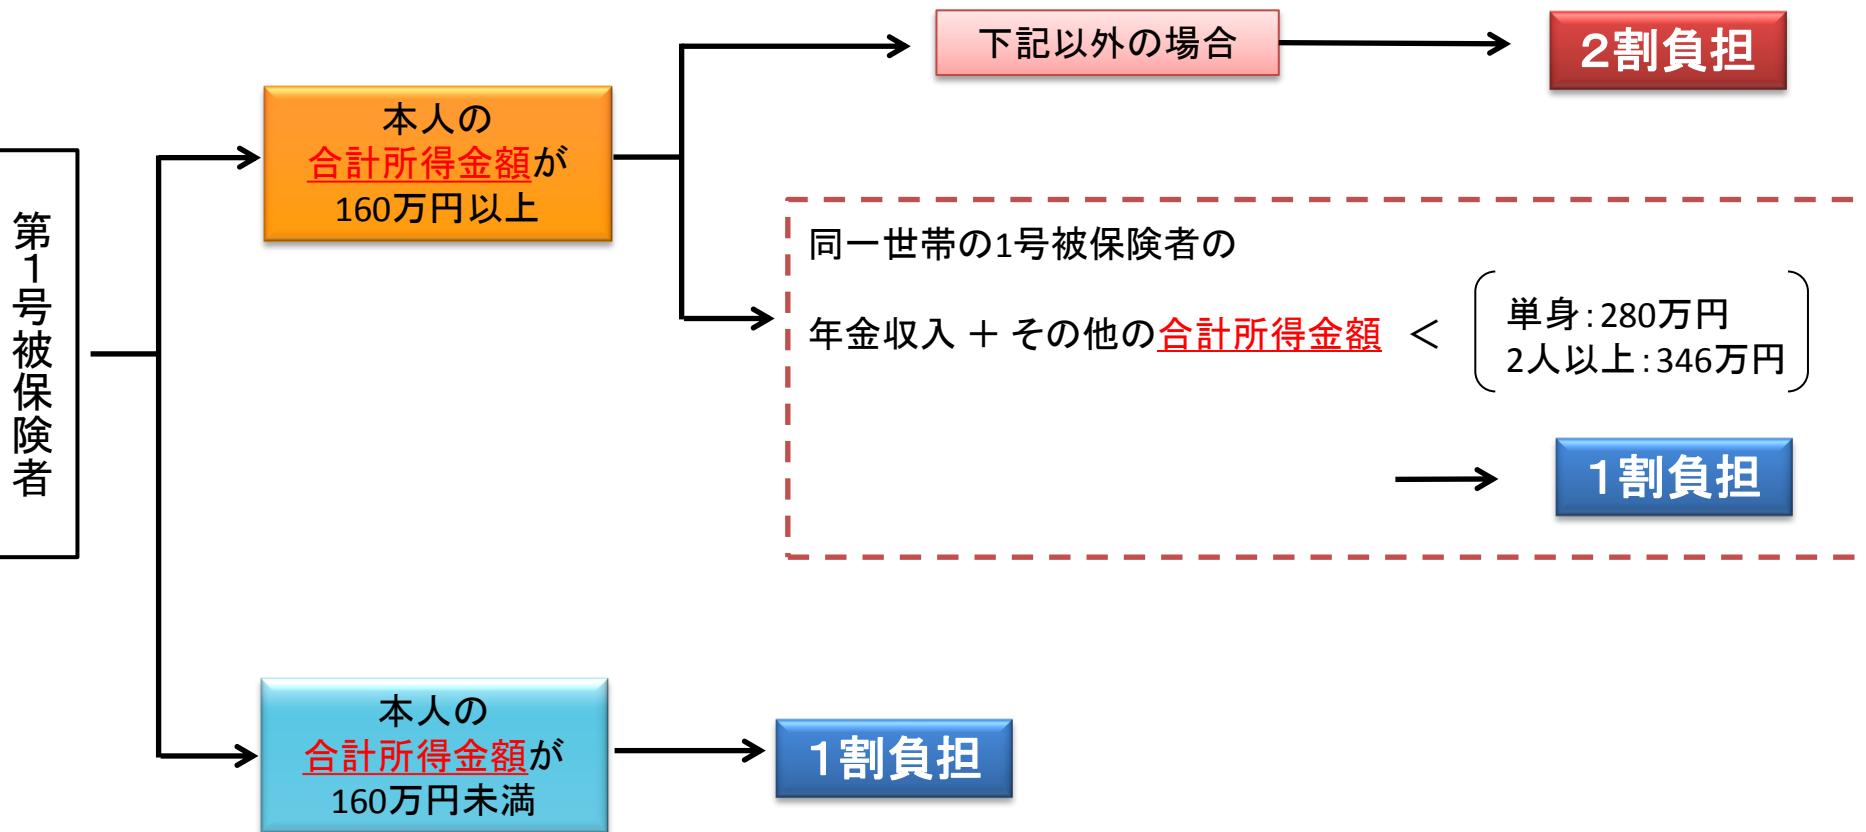 第1号被保険者
本人の
合計所得金額が
160万円以上
下記以外の場合
２割負担
同一世帯の1号被保険者の
年金収入 ＋ その他の合計所得金額 ＜
単身：280万円
2人以上：346万円
１割負担
本人の
合計所得金額が
160万円未満
１割負担